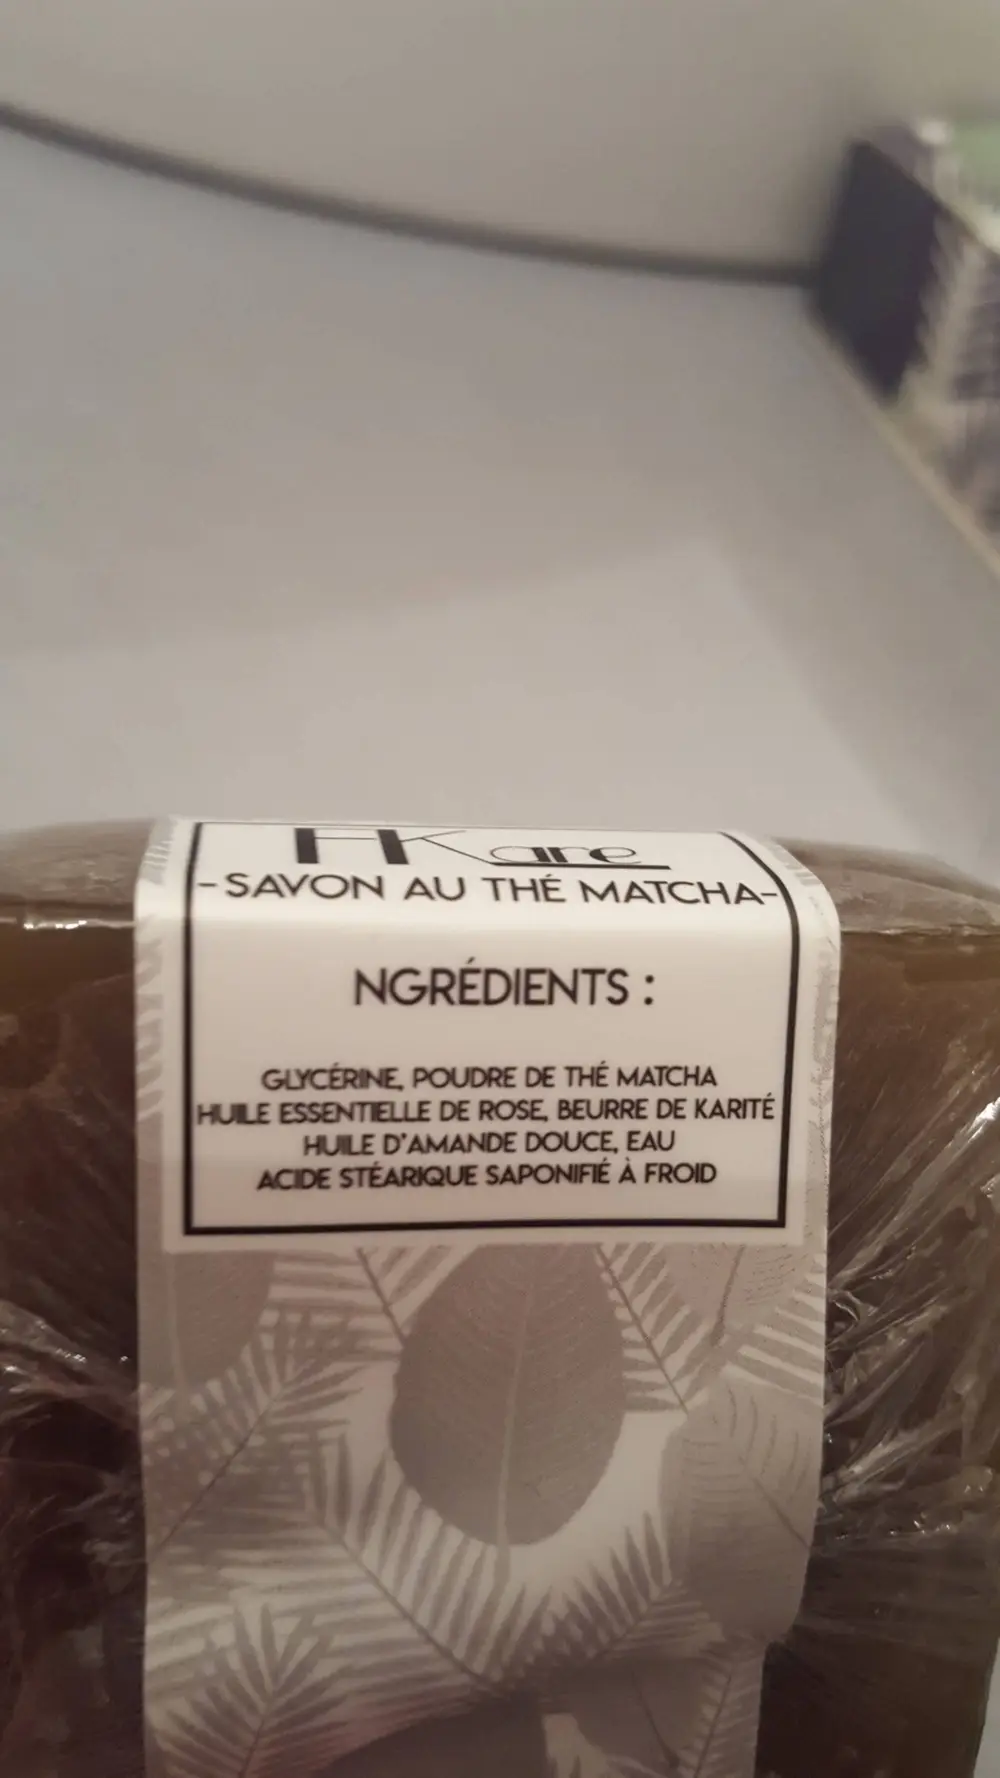 HKare
-SAVON AU THÉ MATCHA-
NGRÉDIENTS :
GLYCÉRINE, POUDRE DE THÉ MATCHA
HUILE ESSENTIELLE DE ROSE, BEURRE DE KARITÉ
HUILE D'AMANDE DOUCE, EAU
ACIDE STÉARIQUE SAPONIFIÉ À FROID